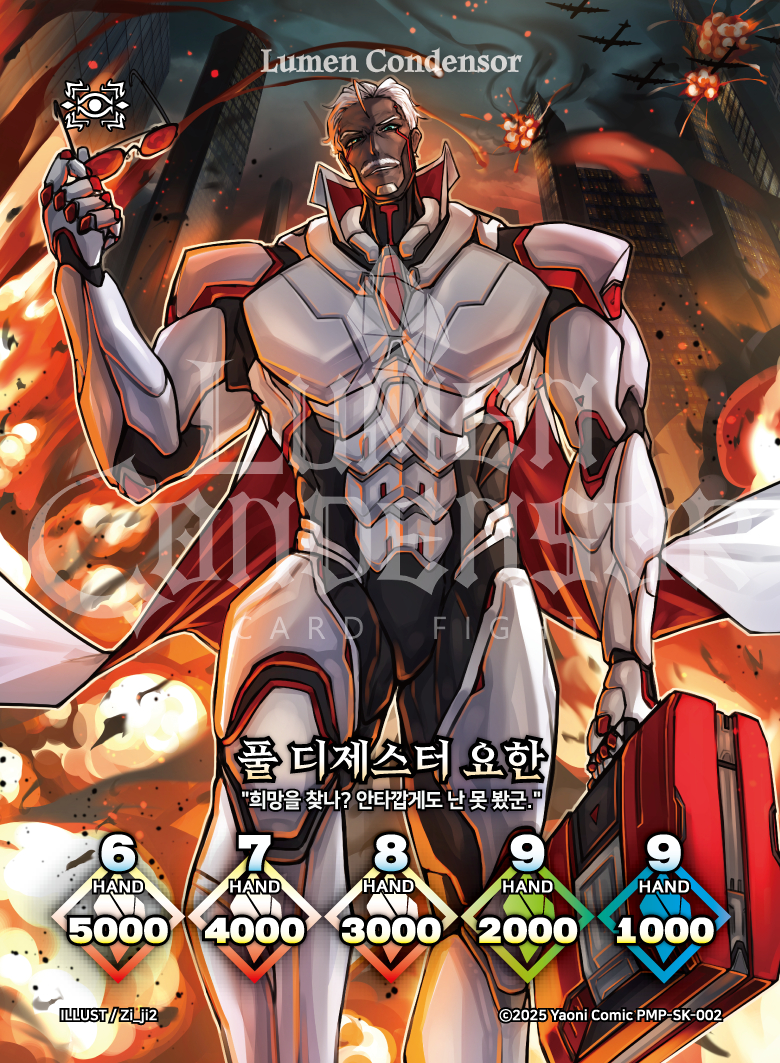 Lumen Condensor
LUMEN
CONDENSOR
CARD FIGHT
풀 디제스터 요한
"희망을 찾나? 안타깝게도 난 못 봤군."
6 7 8 9 9
HAND HAND HAND HAND HAND
5000 4000 3000 2000 1000
ILLUST / Zi_ji2 ©2025 Yaoni Comic PMP-SK-002